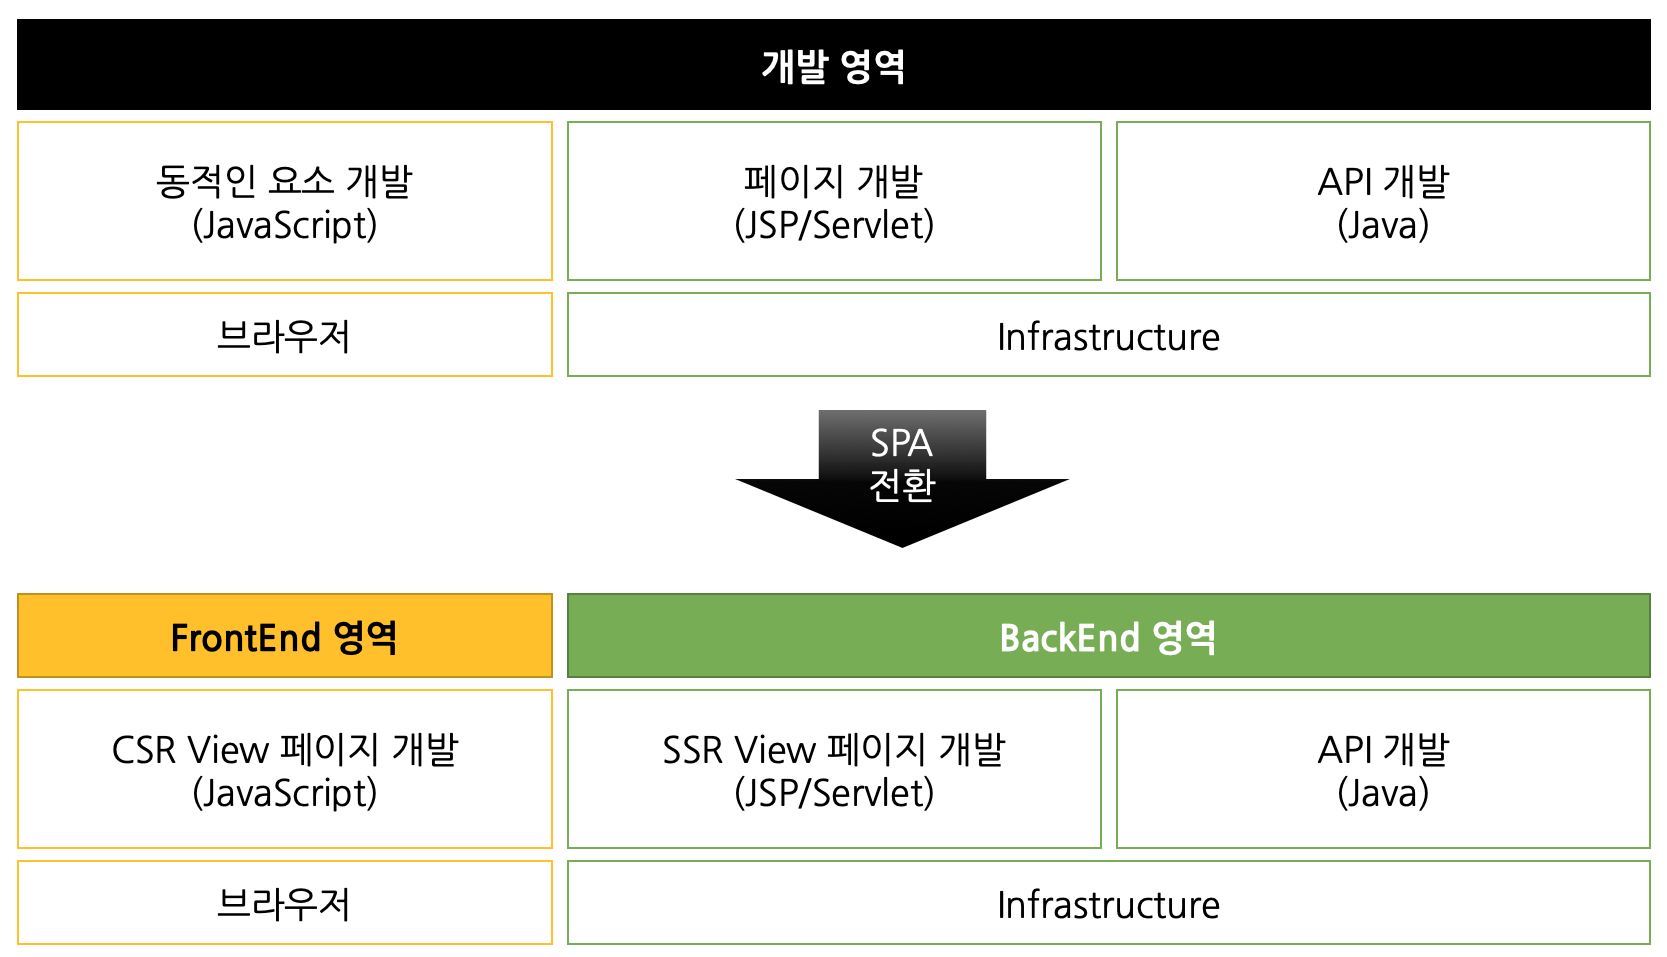 개발 영역
동적인 요소 개발
(JavaScript)
페이지 개발
(JSP/Servlet)
API 개발
(Java)
브라우저
Infrastructure
SPA
전환
FrontEnd 영역
BackEnd 영역
CSR View 페이지 개발
(JavaScript)
SSR View 페이지 개발
(JSP/Servlet)
API 개발
(Java)
브라우저
Infrastructure